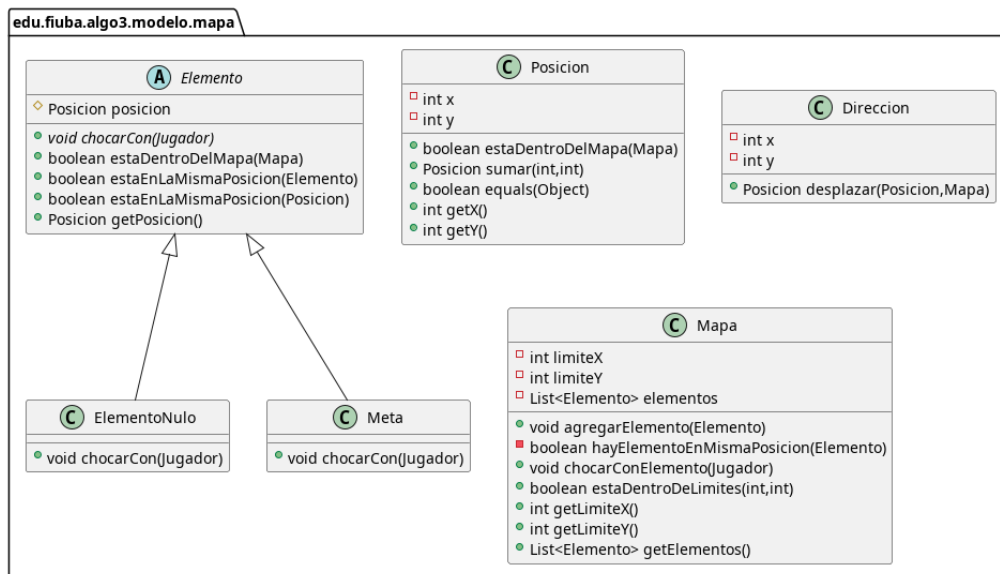 edu.fiuba.algo3.modelo.mapa
A Elemento
Posicion posicion
void chocarCon(Jugador)
boolean estaDentroDelMapa(Mapa)
boolean estaEnLaMismaPosicion(Elemento)
boolean estaEnLaMismaPosicion(Posicion)
Posicion getPosicion()
C Posicion
int x
int y
boolean estaDentroDelMapa(Mapa)
Posicion sumar(int,int)
boolean equals(Object)
int getX()
int getY()
C Direccion
int x
int y
Posicion desplazar(Posicion,Mapa)
C ElementoNulo
void chocarCon(Jugador)
C Meta
void chocarCon(Jugador)
C Mapa
int limiteX
int limiteY
List<Elemento> elementos
void agregarElemento(Elemento)
boolean hayElementoEnMismaPosicion(Elemento)
void chocarConElemento(Jugador)
boolean estaDentroDeLimites(int,int)
int getLimiteX()
int getLimiteY()
List<Elemento> getElementos()